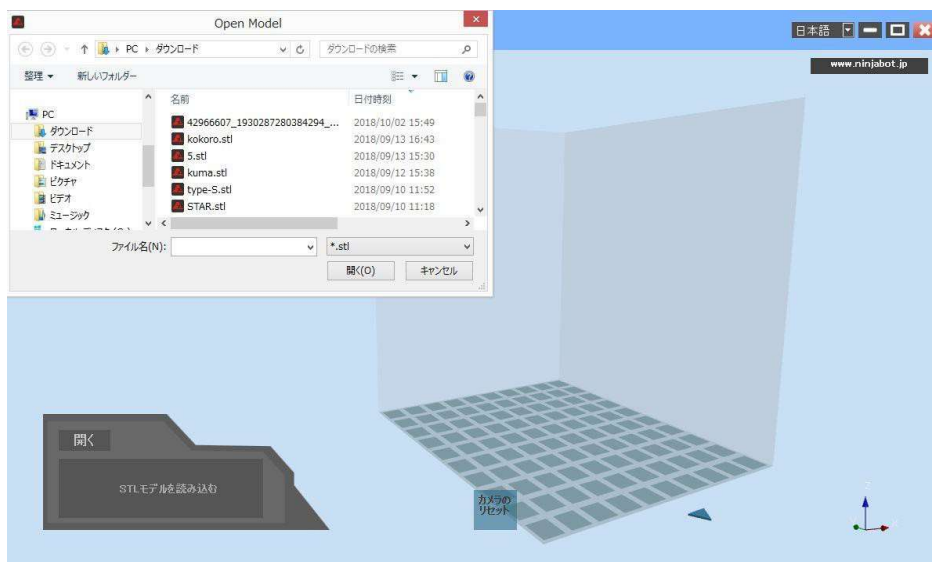 Open Model
PC ▸ ダウンロード
ダウンロードの検索
整理 ▼ 新しいフォルダー
名前 日付時刻
PC
ダウンロード
デスクトップ
ドキュメント
ピクチャ
ビデオ
ミュージック
42966607_1930287280384294_... 2018/10/02 15:49
kokoro.stl 2018/09/13 16:43
5.stl 2018/09/13 15:30
kuma.stl 2018/09/12 15:38
type-S.stl 2018/09/10 11:52
STAR.stl 2018/09/10 11:18
ファイル名(N): *.stl
開く(O) キャンセル
日本語
www.ninjabot.jp
開く
STLモデルを読み込む
カメラの
リセット
Z